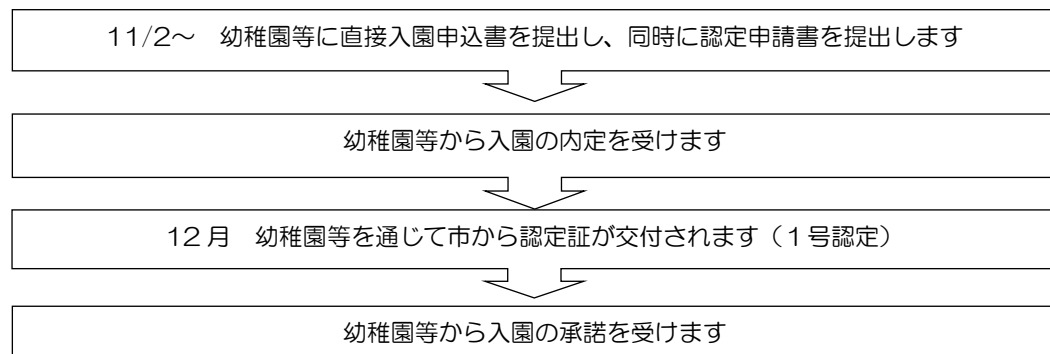 11/2~ 幼稚園等に直接入園申込書を提出し、同時に認定申請書を提出します
幼稚園等から入園の内定を受けます
12月 幼稚園等を通じて市から認定証が交付されます（1号認定）
幼稚園等から入園の承諾を受けます